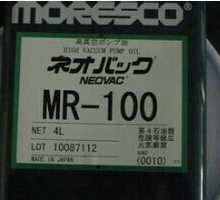 MORESCO
高真空ポンプ油
HIGH VACUUM PUMP OIL
ネオバック
NEOVAC
MR-100
NET 4L
LOT 10087112
MADE IN JAPAN
第4石油類
危険等級Ⅲ
火気厳禁
(0010)